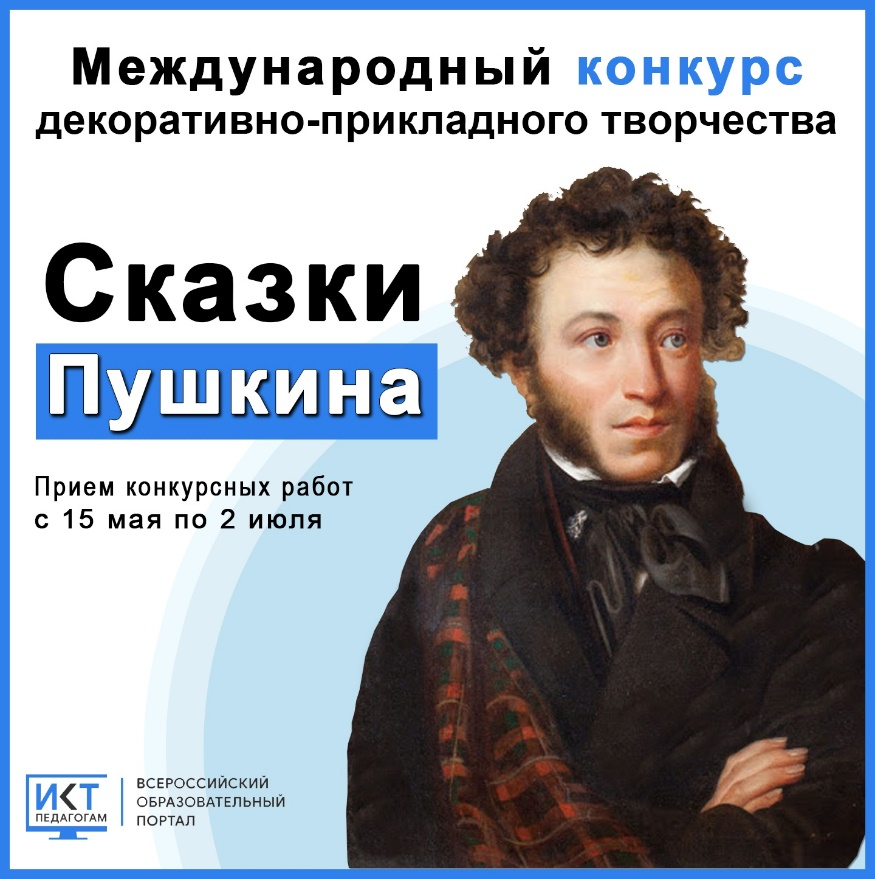 Международный конкурс
декоративно-прикладного творчества
Сказки
Пушкина
Прием конкурсных работ
с 15 мая по 2 июля
ИКТ
ПЕДАГОГАМ
ВСЕРОССИЙСКИЙ
ОБРАЗОВАТЕЛЬНЫЙ
ПОРТАЛ